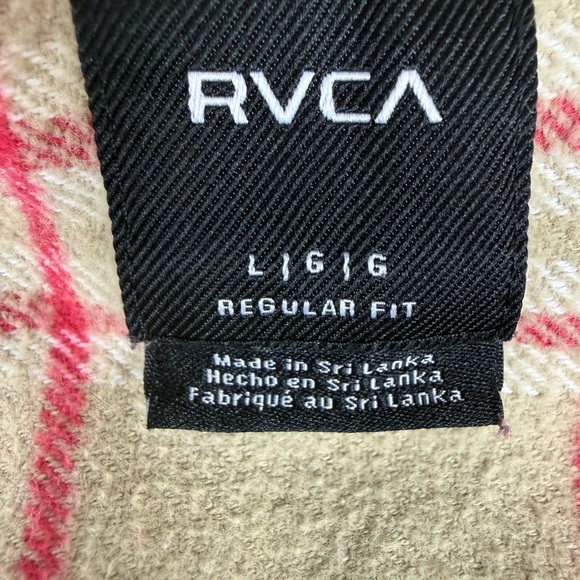 RVCA
L | G | G
REGULAR FIT
Made in Sri Lanka
Hecho en Sri Lanka
Fabriqué au Sri Lanka